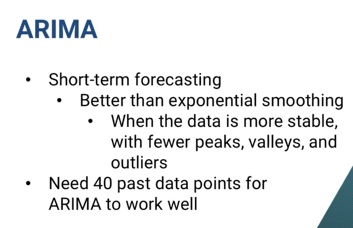 ARIMA
• Short-term forecasting
• Better than exponential smoothing
• When the data is more stable,
with fewer peaks, valleys, and
outliers
• Need 40 past data points for
ARIMA to work well